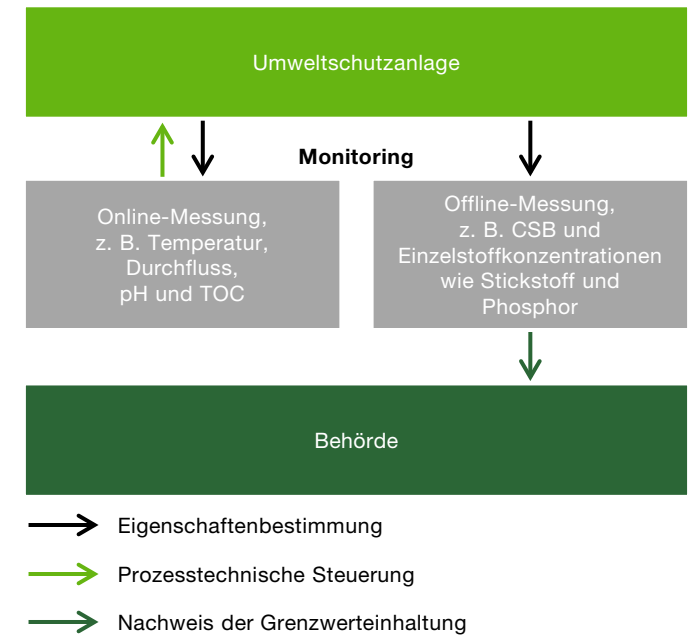 Umweltschutzanlage
Monitoring
Online-Messung,
z. B. Temperatur,
Durchfluss,
pH und TOC
Offline-Messung,
z. B. CSB und
Einzelstoffkonzentrationen
wie Stickstoff und
Phosphor
Behörde
Eigenschaftenbestimmung
Prozesstechnische Steuerung
Nachweis der Grenzwerteinhaltung